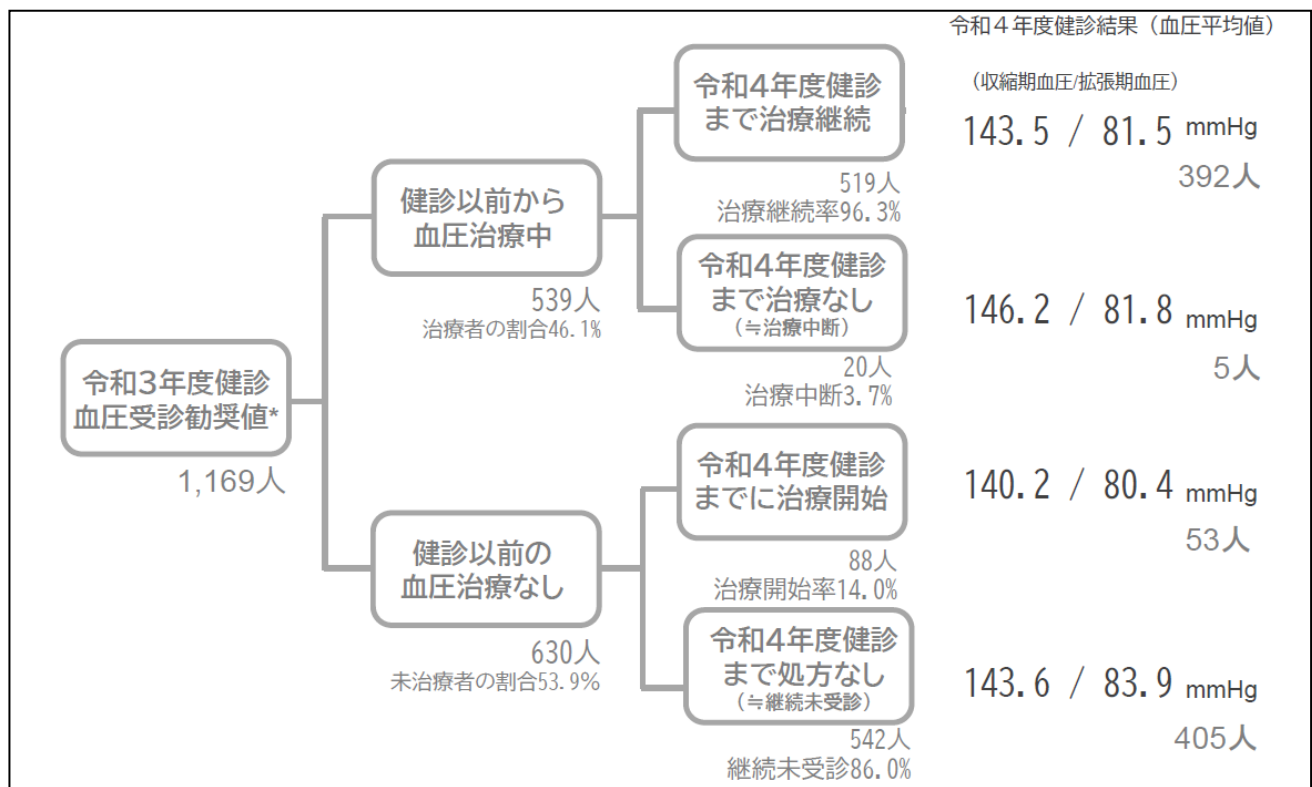 令和４年度健診結果（血圧平均値）
（収縮期血圧/拡張期血圧）
令和4年度健診
まで治療継続
519人
治療継続率96.3%
143.5 / 81.5 mmHg
392人
健診以前から
血圧治療中
539人
治療者の割合46.1%
令和4年度健診
まで治療なし
（≒治療中断）
20人
治療中断3.7%
146.2 / 81.8 mmHg
5人
令和3年度健診
血圧受診勧奨値*
1,169人
令和4年度健診
までに治療開始
88人
治療開始率14.0%
140.2 / 80.4 mmHg
53人
健診以前の
血圧治療なし
630人
未治療者の割合53.9%
令和4年度健診
まで処方なし
（≒継続未受診）
542人
継続未受診86.0%
143.6 / 83.9 mmHg
405人